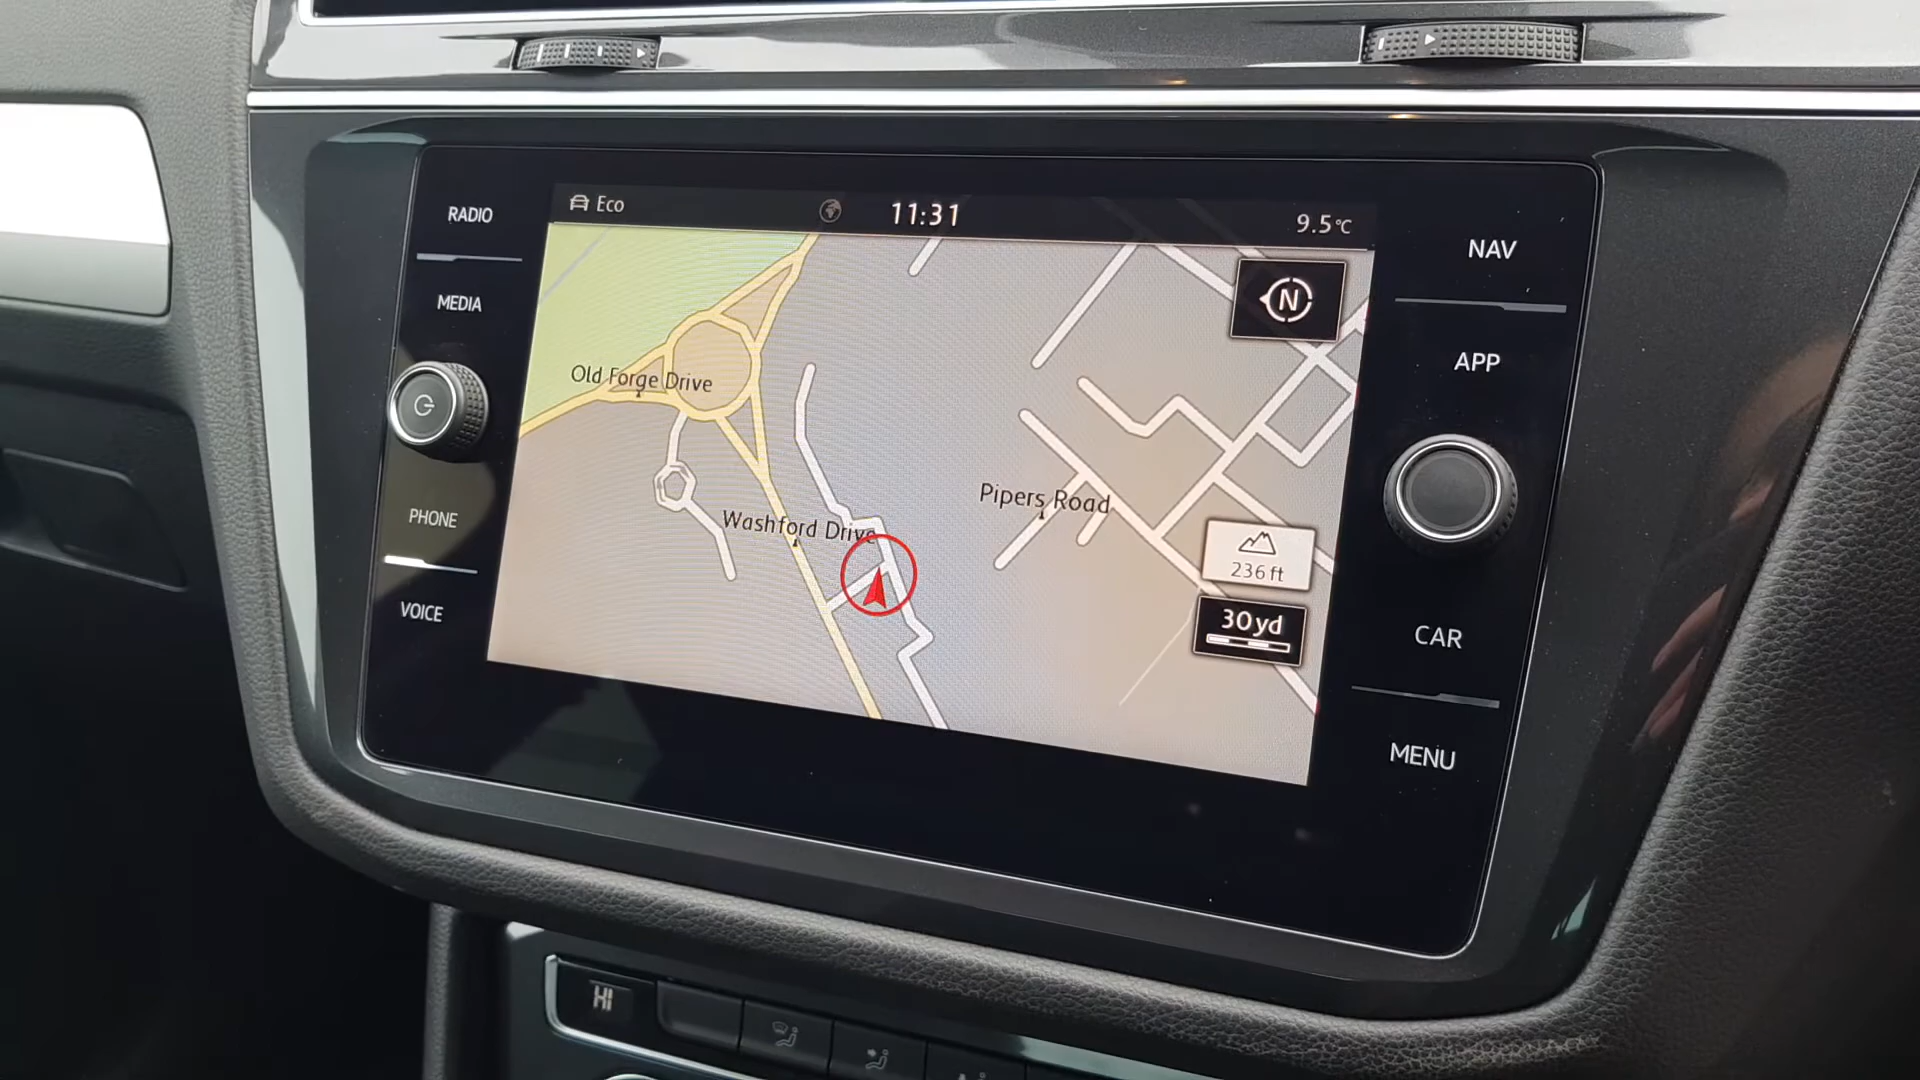 Eco
11:31
9.5°C
RADIO
MEDIA
PHONE
VOICE
NAV
APP
CAR
MENU
N
Old Forge Drive
Pipers Road
Washford Drive
236 ft
30yd
HI